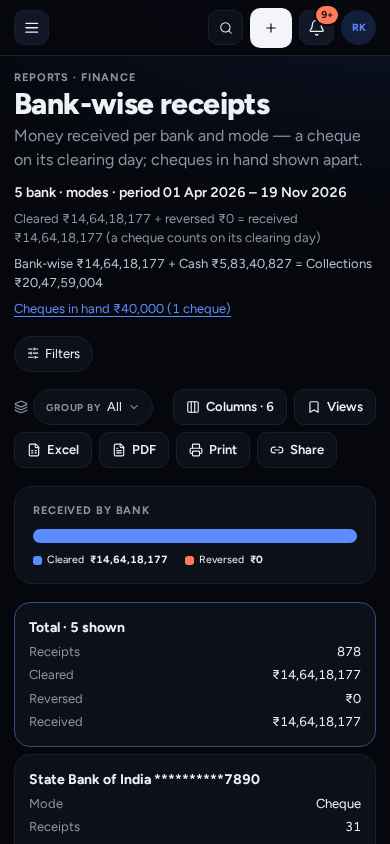 9+
RK
REPORTS · FINANCE
Bank-wise receipts
Money received per bank and mode — a cheque
on its clearing day; cheques in hand shown apart.
5 bank · modes · period 01 Apr 2026 – 19 Nov 2026
Cleared ₹14,64,18,177 + reversed ₹0 = received
₹14,64,18,177 (a cheque counts on its clearing day)
Bank-wise ₹14,64,18,177 + Cash ₹5,83,40,827 = Collections
₹20,47,59,004
Cheques in hand ₹40,000 (1 cheque)
Filters
GROUP BY All Columns · 6 Views
Excel PDF Print Share
RECEIVED BY BANK
Cleared ₹14,64,18,177 Reversed ₹0
Total · 5 shown
Receipts 878
Cleared ₹14,64,18,177
Reversed ₹0
Received ₹14,64,18,177
State Bank of India **********7890
Mode Cheque
Receipts 31